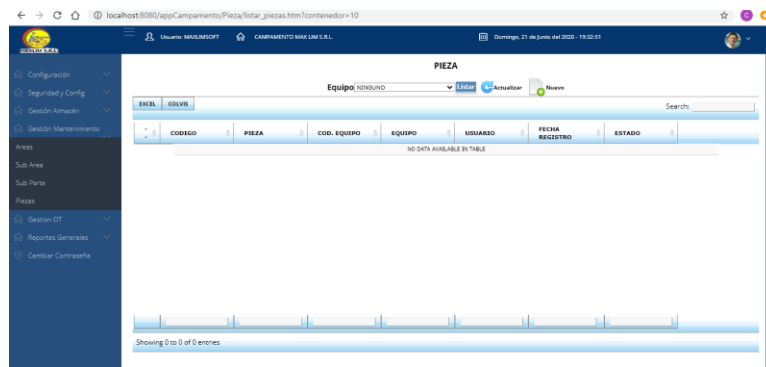 localhost:8080/appCampamento/Pieza/listar_piezas.htm?contenedor=10
Usuario: MAXLIMSOFT
CAMPAMENTO MAX LIM S.R.L.
Domingo, 21 de Junio del 2020 - 19:32:51
Configuración
Seguridad y Config.
Gestión Almacén
Gestión Mantenimiento
Areas
Sub Area
Sub Parte
Piezas
Gestion OT
Reportes Generales
Cambiar Contraseña
PIEZA
Equipo NINGUNO Listar Actualizar Nuevo
EXCEL COLVIS
Search:
CODIGO PIEZA COD. EQUIPO EQUIPO USUARIO FECHA REGISTRO ESTADO
NO DATA AVAILABLE IN TABLE
Showing 0 to 0 of 0 entries